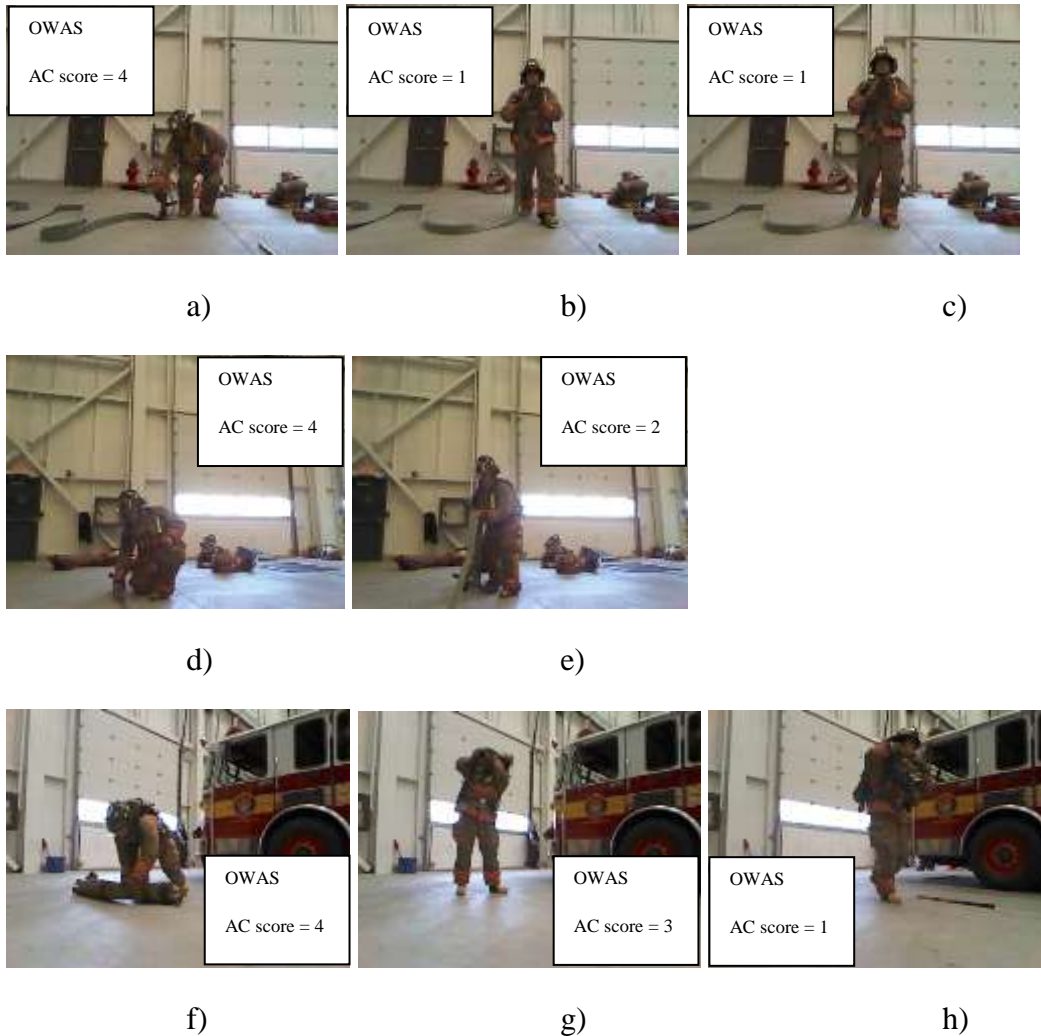 OWAS
AC score = 4
OWAS
AC score = 1
OWAS
AC score = 1
a)
b)
c)
OWAS
AC score = 4
OWAS
AC score = 2
d)
e)
OWAS
AC score = 4
OWAS
AC score = 3
OWAS
AC score = 1
f)
g)
h)